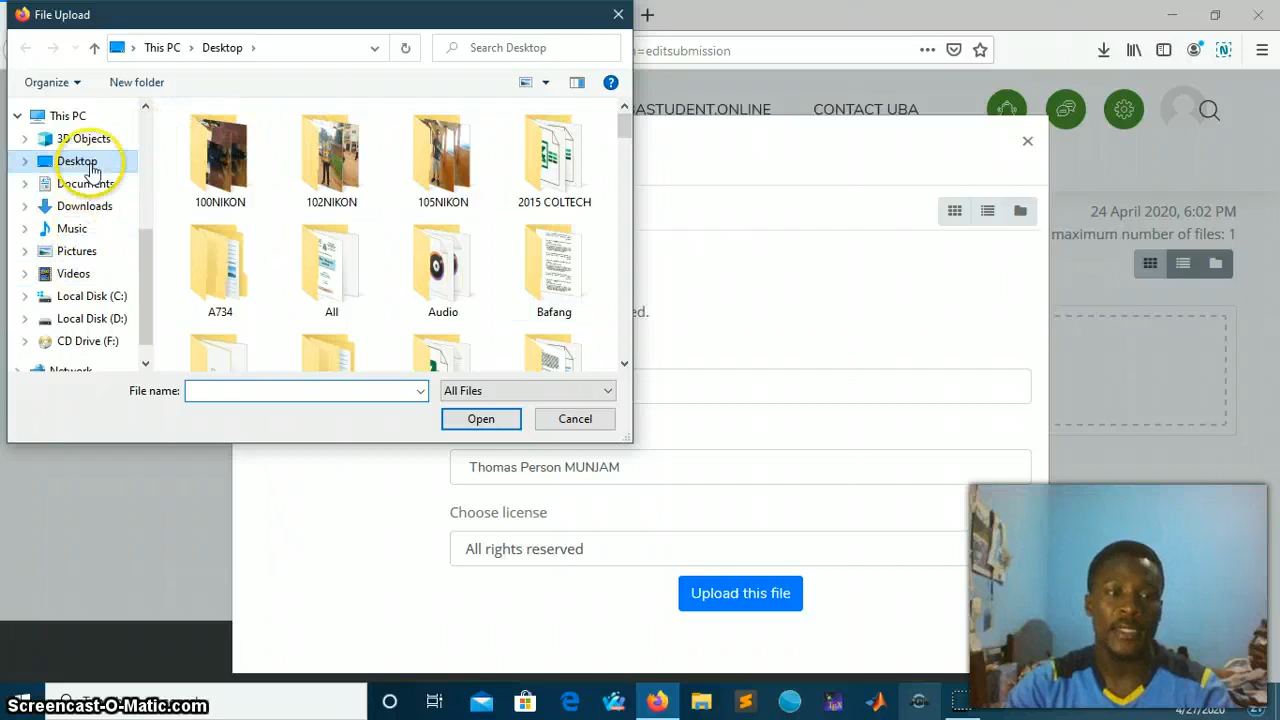 File Upload
This PC > Desktop >
Search Desktop
=editsubmission
Organize
New folder
This PC
3D Objects
Desktop
Documents
Downloads
Music
Pictures
Videos
Local Disk (C:)
Local Disk (D:)
CD Drive (F:)
Network
100NIKON
102NIKON
105NIKON
2015 COLTECH
A734
All
Audio
Bafang
File name:
All Files
Open
Cancel
BASTUDENT.ONLINE
CONTACT UBA
24 April 2020, 6:02 PM
maximum number of files: 1
ed.
Thomas Person MUNJAM
Choose license
All rights reserved
Upload this file
Screencast-O-Matic.com
4/27/2020